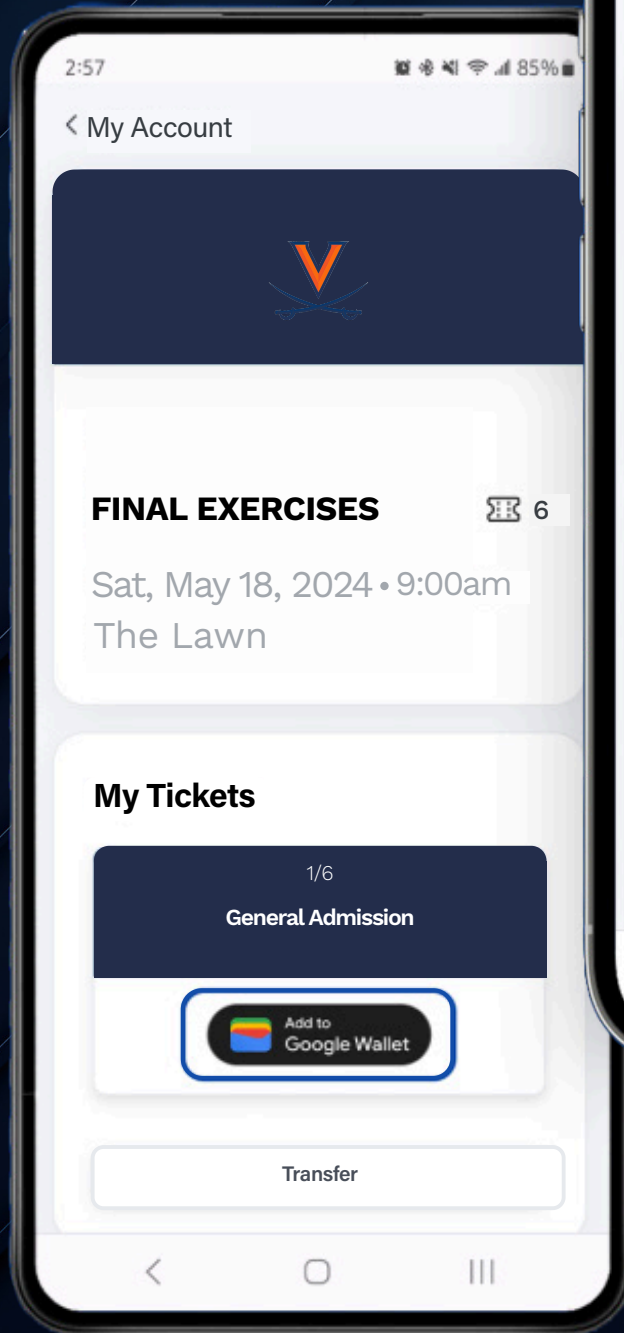 2:57
85%
My Account
V
FINAL EXERCISES
6
Sat, May 18, 2024 • 9:00am
The Lawn
My Tickets
1/6
General Admission
Add to
Google Wallet
Transfer